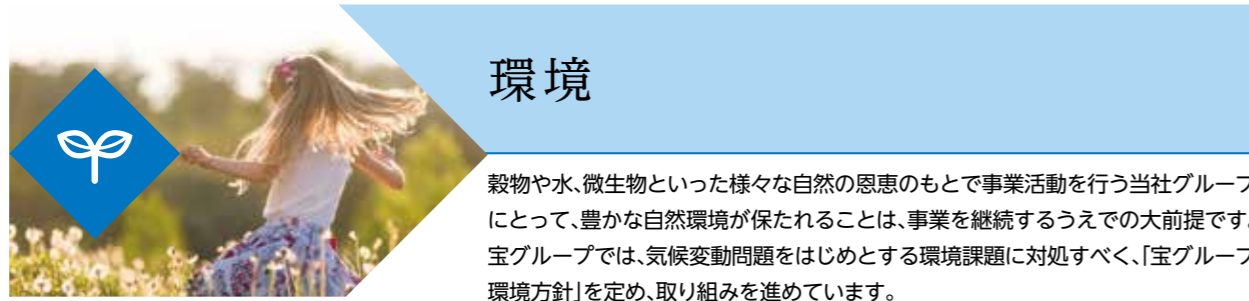 環境
穀物や水、微生物といった様々な自然の恩恵のもとで事業活動を行う当社グループ
にとって、豊かな自然環境が保たれることは、事業を継続するうえでの大前提です。
宝グループでは、気候変動問題をはじめとする環境課題に対処すべく、「宝グループ
環境方針」を定め、取り組みを進めています。